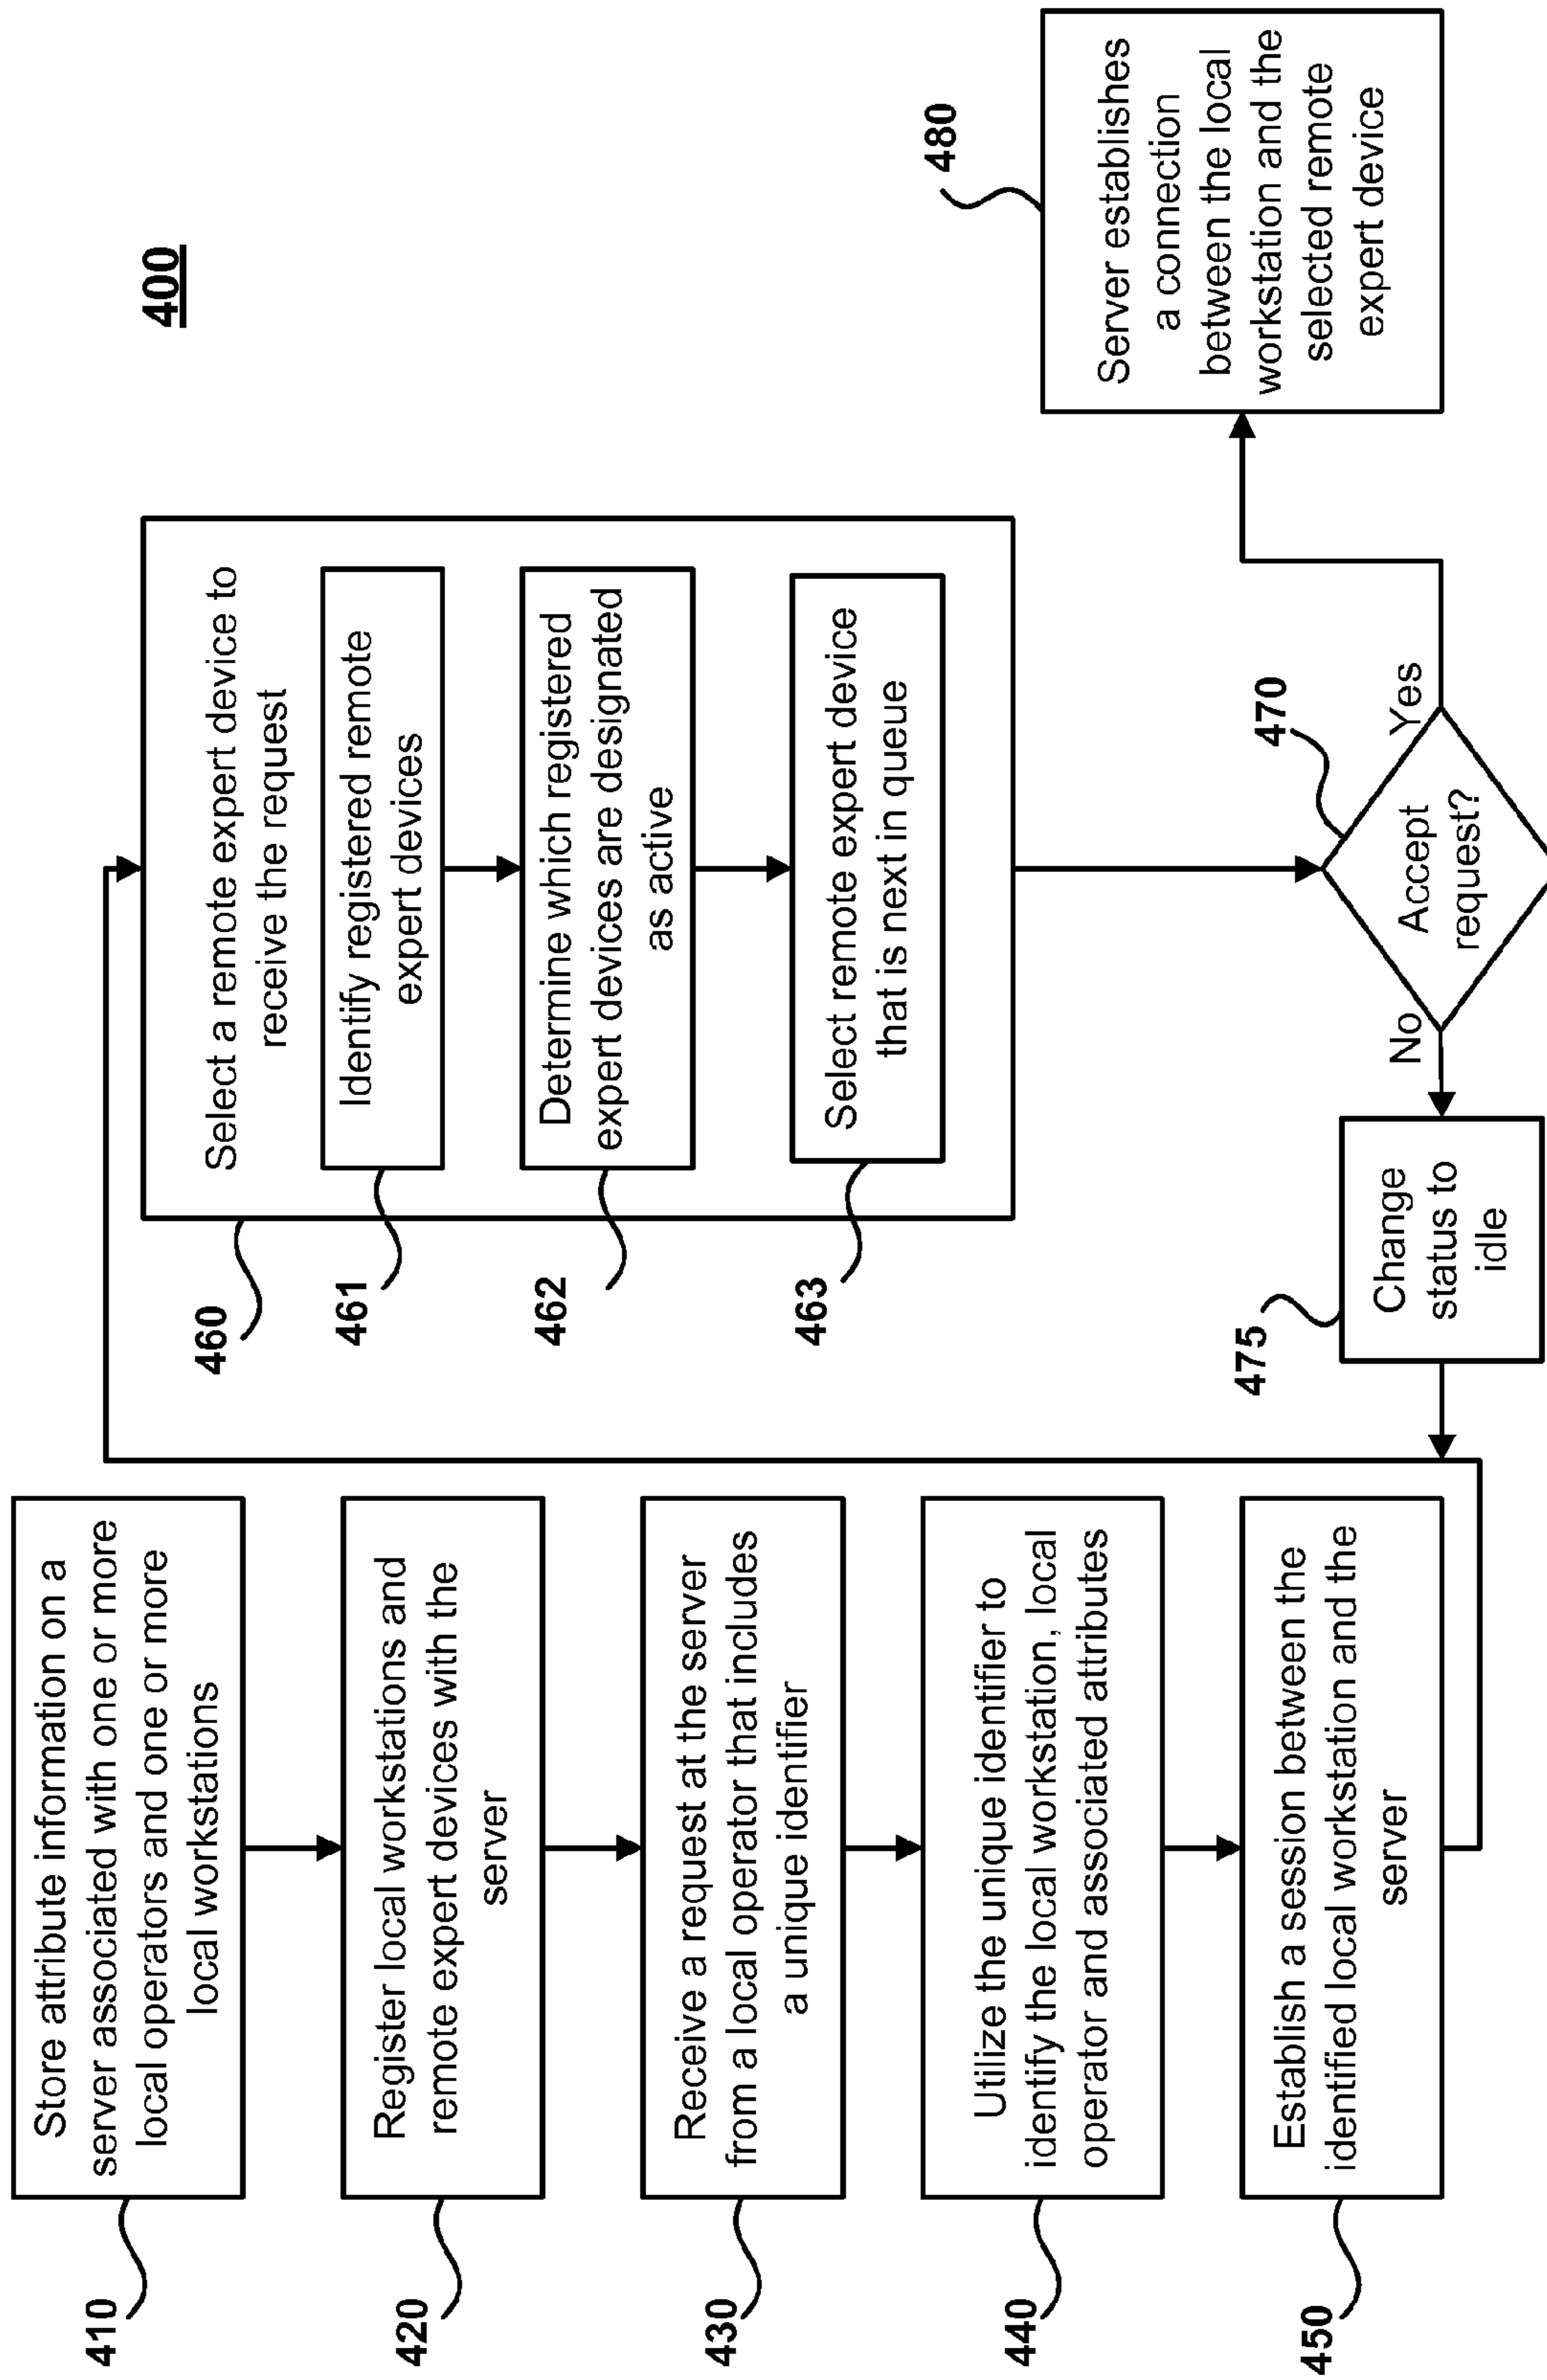 400
410
Store attribute information on a
server associated with one or more
local operators and one or more
local workstations
420
Register local workstations and
remote expert devices with the
server
430
Receive a request at the server
from a local operator that includes
a unique identifier
440
Utilize the unique identifier to
identify the local workstation, local
operator and associated attributes
450
Establish a session between the
identified local workstation and the
server
460
Select a remote expert device to
receive the request
461
Identify registered remote
expert devices
462
Determine which registered
expert devices are designated
as active
463
Select remote expert device
that is next in queue
470
Accept
request?
No
Yes
475
Change
status to
idle
480
Server establishes
a connection
between the local
workstation and the
selected remote
expert device